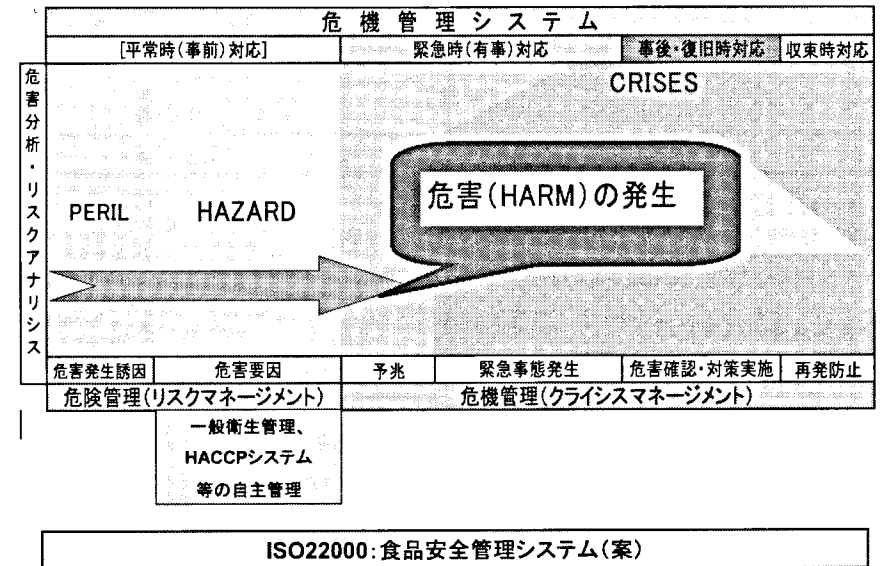 危機管理システム
[平常時(事前)対応] 緊急時(有事)対応 事後・復旧時対応 収束時対応
危害分析・リスクアナリシス
CRISES
危害(HARM)の発生
PERIL HAZARD
危害発生誘因 危害要因 予兆 緊急事態発生 危害確認・対策実施 再発防止
危険管理(リスクマネージメント) 危機管理(クライシスマネージメント)
一般衛生管理、
HACCPシステム
等の自主管理
ISO22000:食品安全管理システム(案)